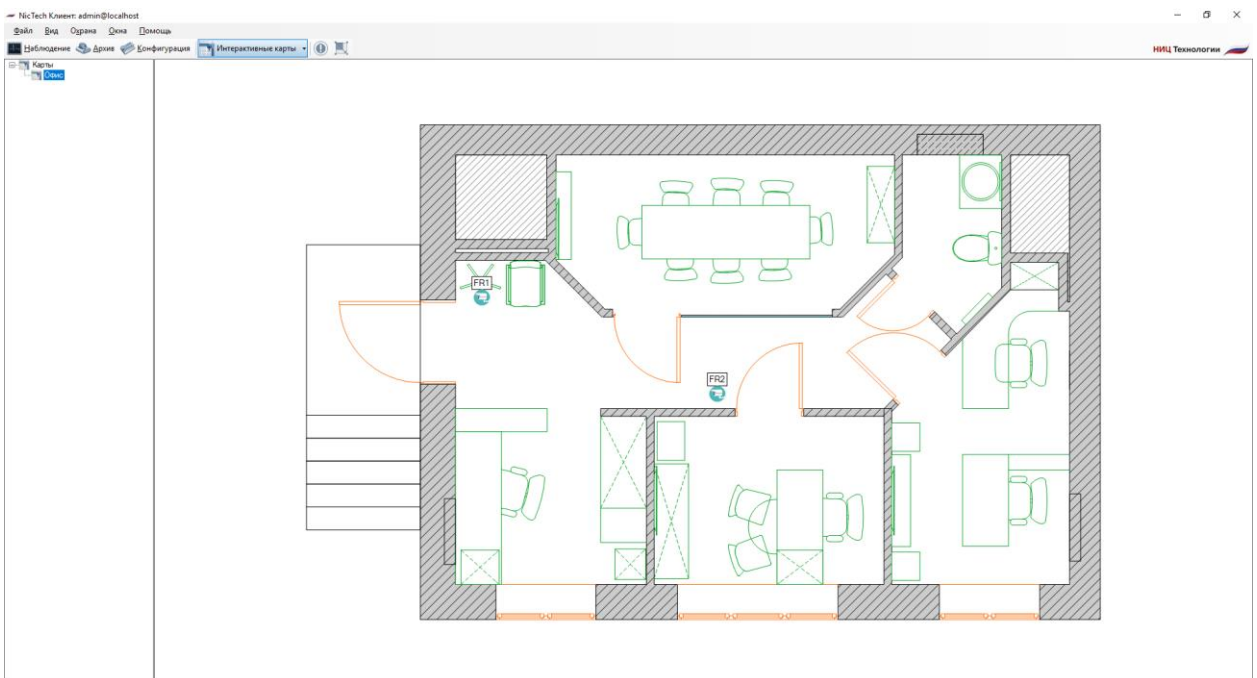 NicTech Клиент: admin@localhost
Файл Вид Охрана Окна Помощь
Наблюдение Архив Конфигурация Интерактивные карты
НИЦ Технологии
Карты
Офис
FR1
FR2